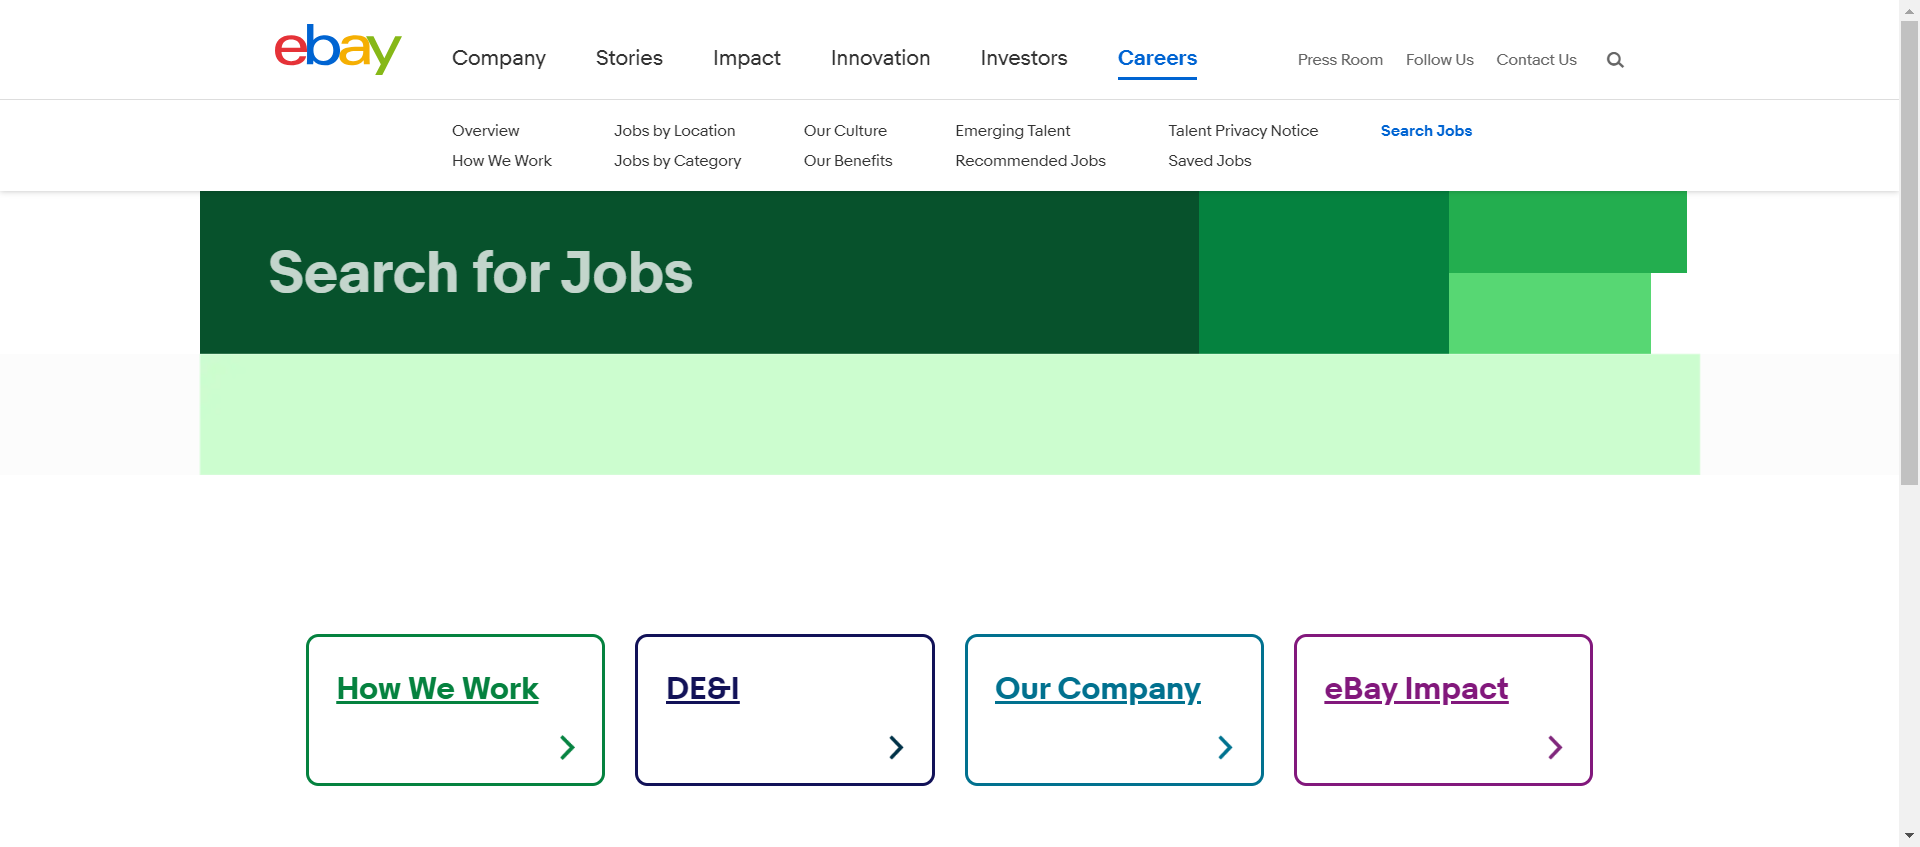 ebay
Company Stories Impact Innovation Investors Careers Press Room Follow Us Contact Us
Overview Jobs by Location Our Culture Emerging Talent Talent Privacy Notice Search Jobs
How We Work Jobs by Category Our Benefits Recommended Jobs Saved Jobs
Search for Jobs
How We Work DE&I Our Company eBay Impact